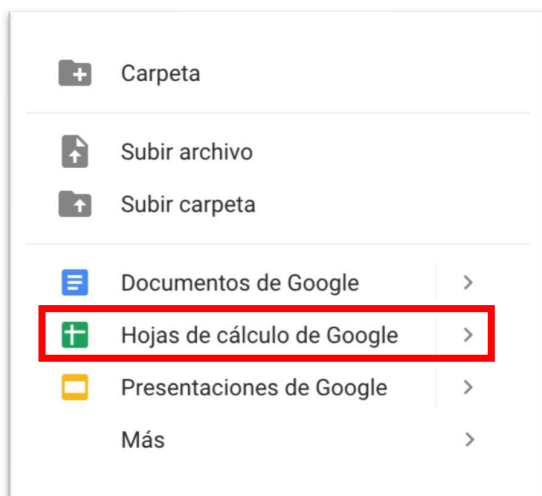 Carpeta
Subir archivo
Subir carpeta
Documentos de Google
Hojas de cálculo de Google
Presentaciones de Google
Más